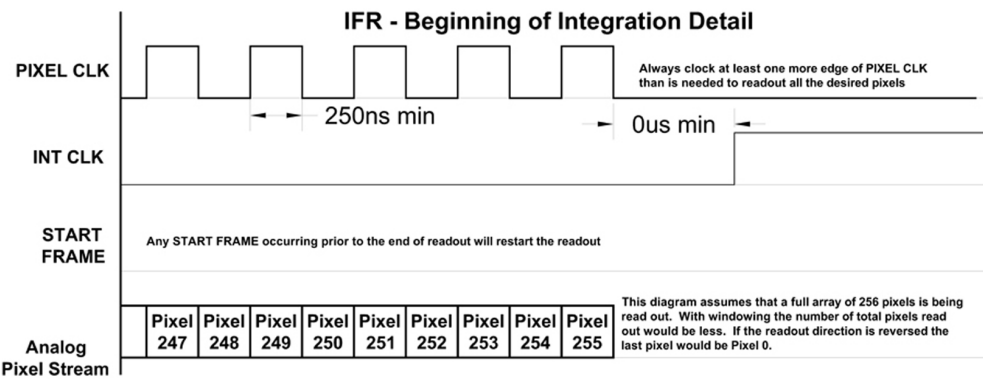 IFR - Beginning of Integration Detail
PIXEL CLK
Always clock at least one more edge of PIXEL CLK
than is needed to readout all the desired pixels
250ns min
0us min
INT CLK
START
FRAME
Any START FRAME occurring prior to the end of readout will restart the readout
Pixel 247
Pixel 248
Pixel 249
Pixel 250
Pixel 251
Pixel 252
Pixel 253
Pixel 254
Pixel 255
This diagram assumes that a full array of 256 pixels is being
read out. With windowing the number of total pixels read
out would be less. If the readout direction is reversed the
last pixel would be Pixel 0.
Analog
Pixel Stream